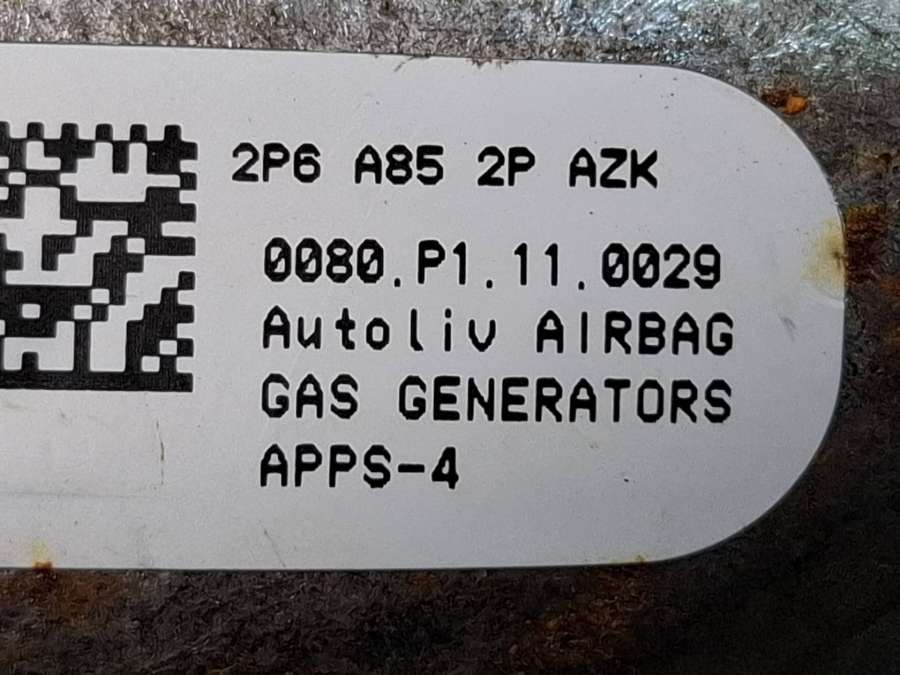 2P6 A85 2P AZK
0080.P1.11.0029
Autoliv AIRBAG
GAS GENERATORS
APPS-4